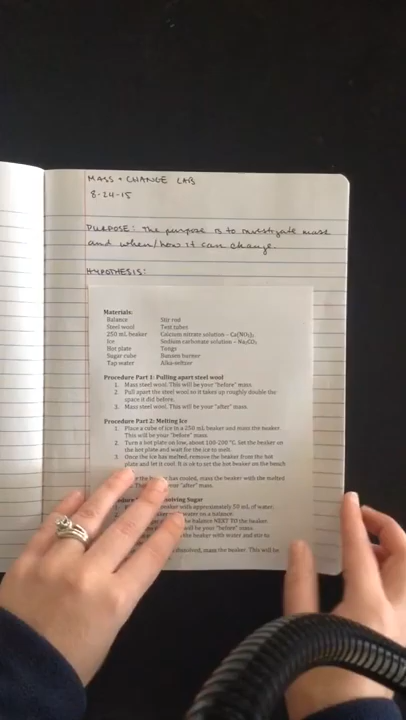 MASS + CHANGE LAB
8-24-15
PURPOSE: The purpose is to investigate mass
and when/how it can change.
HYPOTHESIS:
Materials:
Balance Stir rod
Steel wool Test tubes
250 mL beaker Calcium nitrate solution – Ca(NO₃)₂
Ice Sodium carbonate solution – Na₂CO₃
Hot plate Tongs
Sugar cube Bunsen burner
Tap water Alka-seltzer
Procedure Part 1: Pulling apart steel wool
1. Mass steel wool. This will be your "before" mass.
2. Pull apart the steel wool so it takes up roughly double the
space it did before.
3. Mass steel wool. This will be your "after" mass.
Procedure Part 2: Melting Ice
1. Place a cube of ice in a 250 mL beaker and mass the beaker.
This will be your "before" mass.
2. Turn a hot plate on low, about 100-200 °C. Set the beaker on
the hot plate and wait for the ice to melt.
3. Once the ice has melted, remove the beaker from the hot
plate and let it cool. It is ok to set the hot beaker on the bench
has cooled, mass the beaker with the melted
your "after" mass.
solving Sugar
beaker with approximately 50 mL of water.
water on a balance.
he balance NEXT TO the beaker
will be your "before" mass.
the beaker with water and stir to
dissolved, mass the beaker. This will be